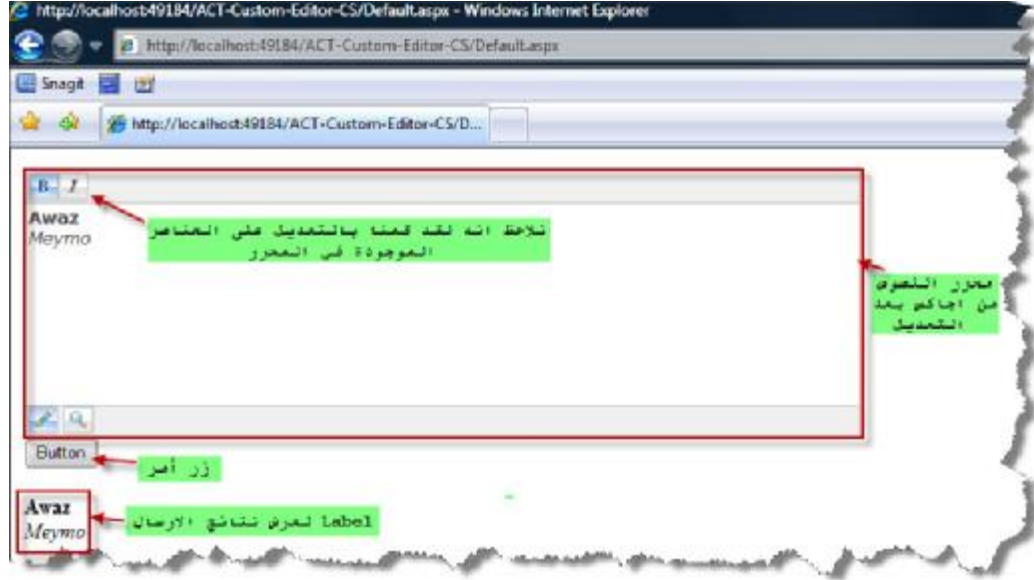 http://localhost:49184/ACT-Custom-Editor-CS/Default.aspx - Windows Internet Explorer
http://localhost:49184/ACT-Custom-Editor-CS/Default.aspx
Snagit
http://localhost:49184/ACT-Custom-Editor-CS/D...
B I
Awaz
Meymo
نلاحظ انه لقد قمنا بالتعديل على العناصر
الموجودة في المحرر
محرر النصوص
من اجاكس بعد
التعديل
Button
زر أمر
Awaz
Meymo
Label لعرض نتائج الارسال